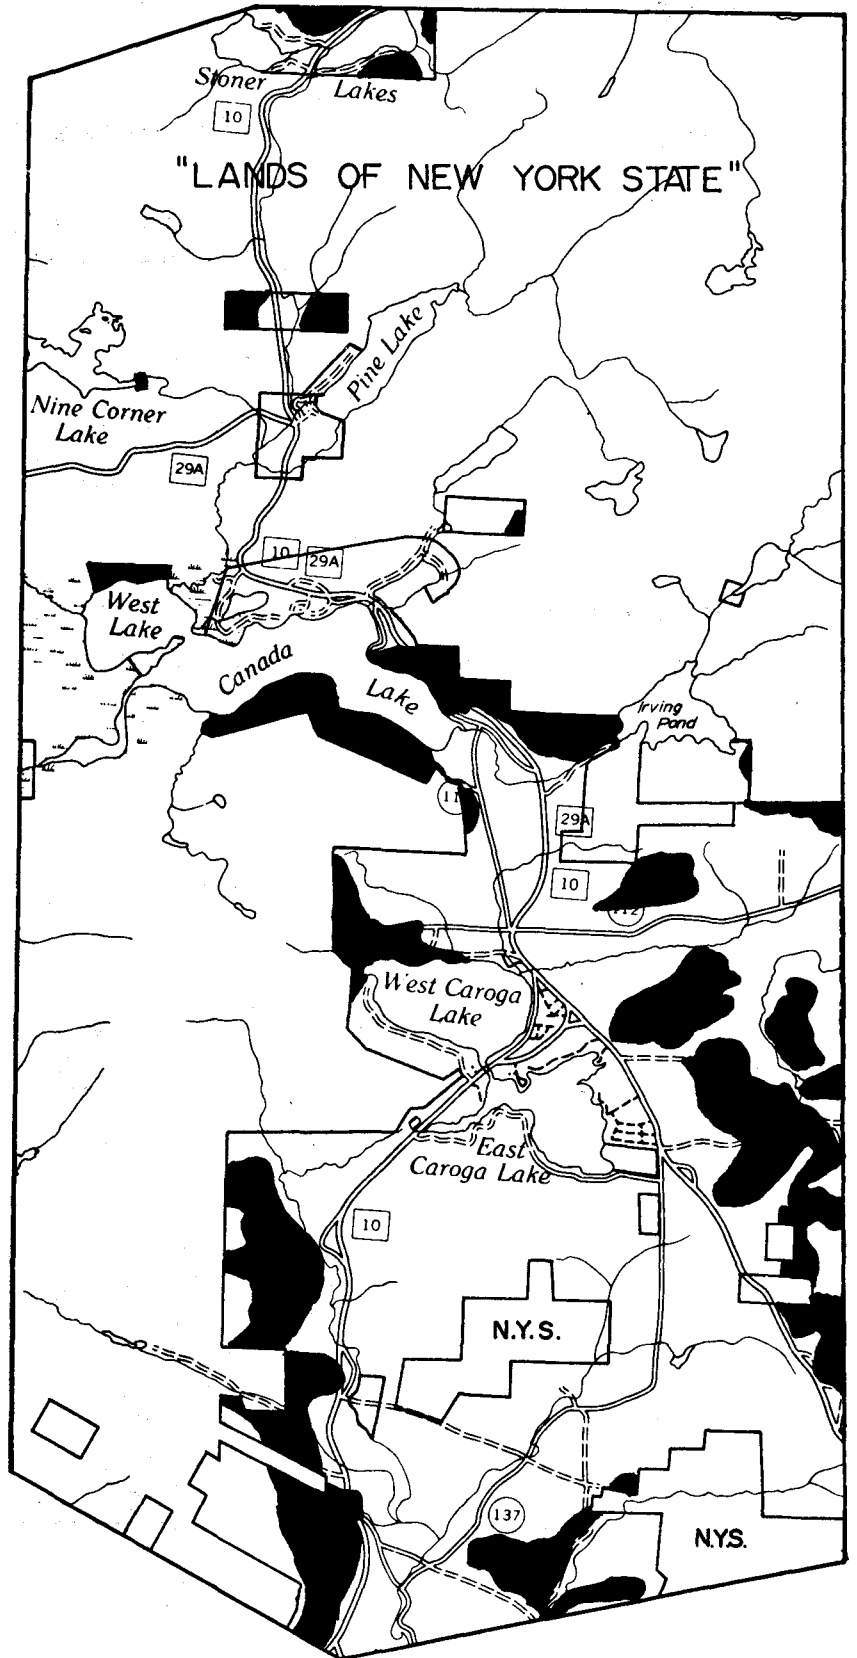 Stoner Lakes
10
"LANDS OF NEW YORK STATE"
Pine Lake
Nine Corner
Lake
29A
10 29A
West
Lake
Canada
Lake
Irving
Pond
29A
10
112
West Caroga
Lake
East
Caroga Lake
10
N.Y.S.
137
N.Y.S.